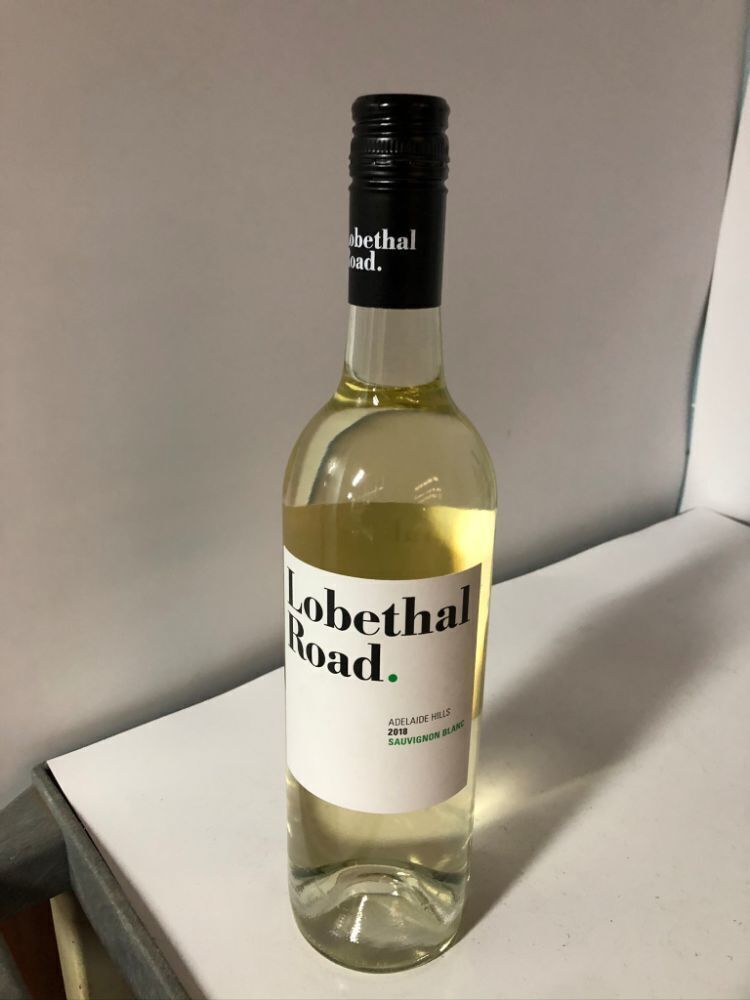 obethal
oad.
Lobethal
Road.
ADELAIDE HILLS
2018
SAUVIGNON BLANC